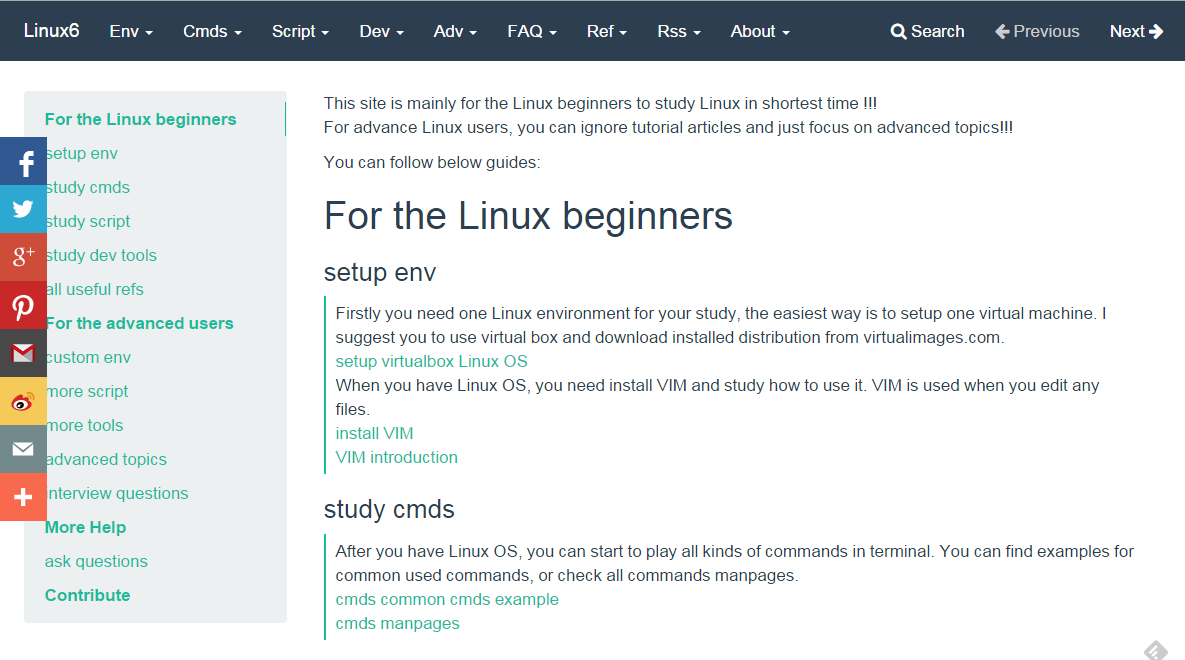 Linux6 Env Cmds Script Dev Adv FAQ Ref Rss About Search Previous Next
For the Linux beginners
setup env
study cmds
study script
study dev tools
all useful refs
For the advanced users
custom env
more script
more tools
advanced topics
interview questions
More Help
ask questions
Contribute
f
g+
This site is mainly for the Linux beginners to study Linux in shortest time !!!
For advance Linux users, you can ignore tutorial articles and just focus on advanced topics!!!
You can follow below guides:
For the Linux beginners
setup env
Firstly you need one Linux environment for your study, the easiest way is to setup one virtual machine. I
suggest you to use virtual box and download installed distribution from virtualimages.com.
setup virtualbox Linux OS
When you have Linux OS, you need install VIM and study how to use it. VIM is used when you edit any
files.
install VIM
VIM introduction
study cmds
After you have Linux OS, you can start to play all kinds of commands in terminal. You can find examples for
common used commands, or check all commands manpages.
cmds common cmds example
cmds manpages